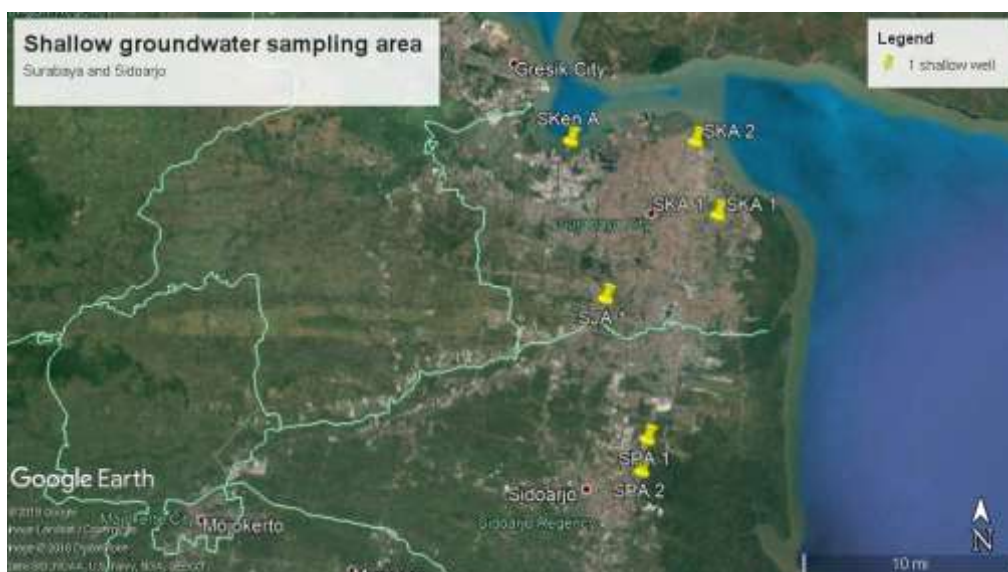 Shallow groundwater sampling area
Surabaya and Sidoarjo
Legend
1 shallow well
Gresik City
SKen A
SKA 2
SKA 1
SKA 1
SPA 1
SPA 2
Sidoarjo
Sidoarjo Regency
Mojokerto
Google Earth
10 mi
N